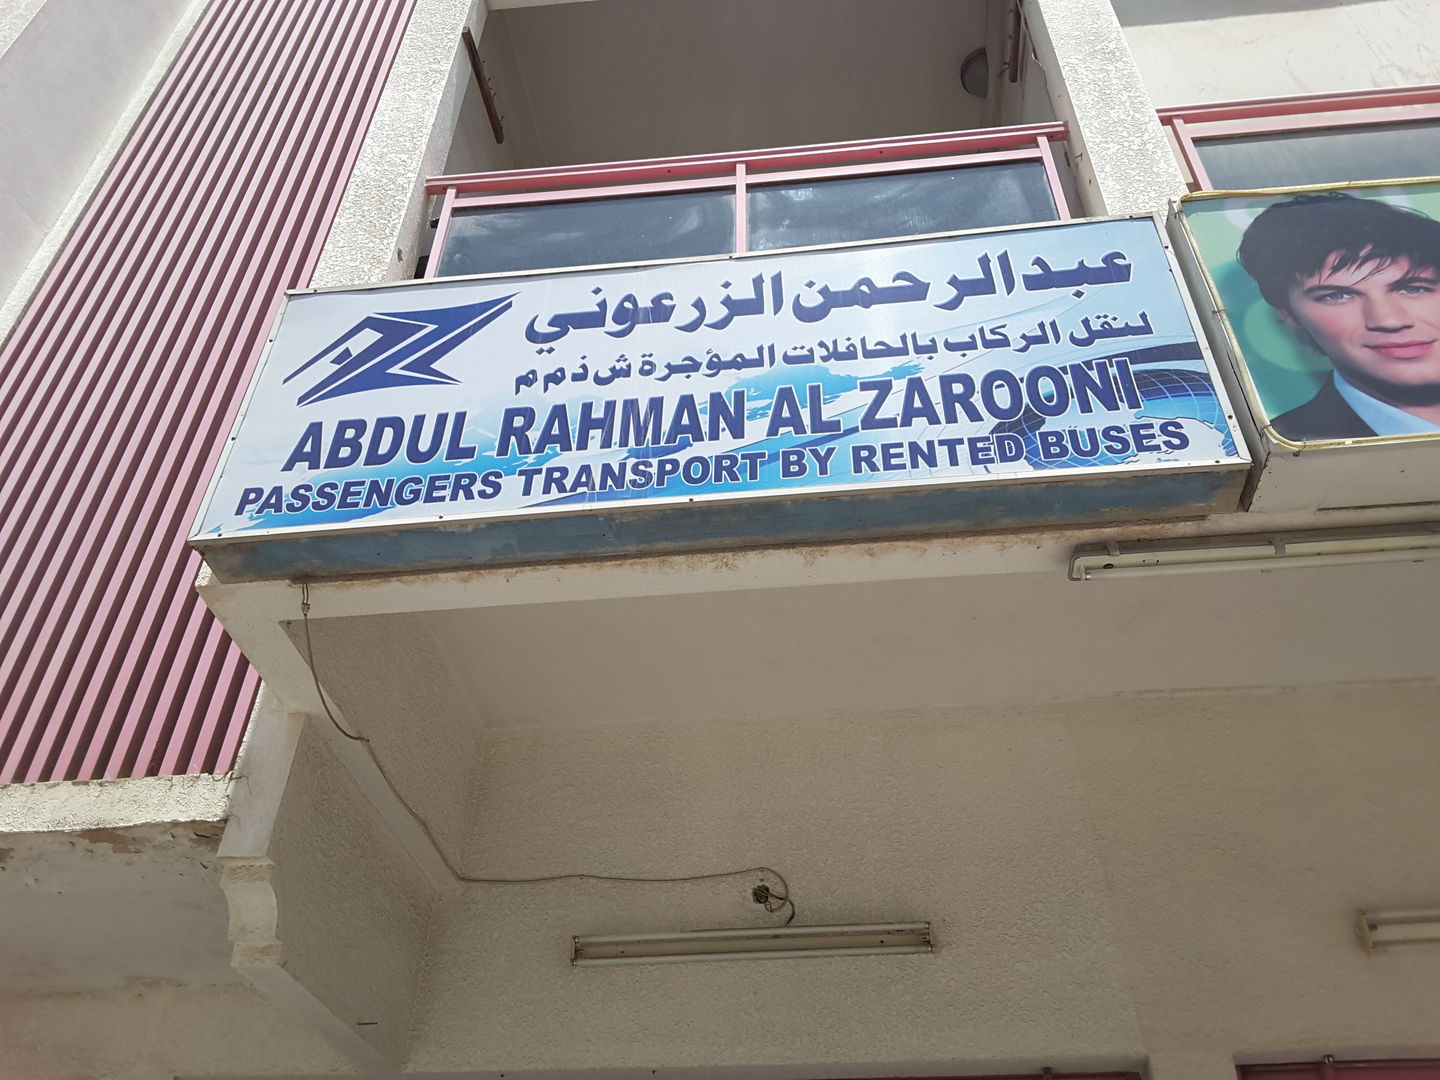 عبدالرحمن الزرعوني
لنقل الركاب بالحافلات المؤجرة ش ذ م م
ABDUL RAHMAN AL ZAROONI
PASSENGERS TRANSPORT BY RENTED BUSES